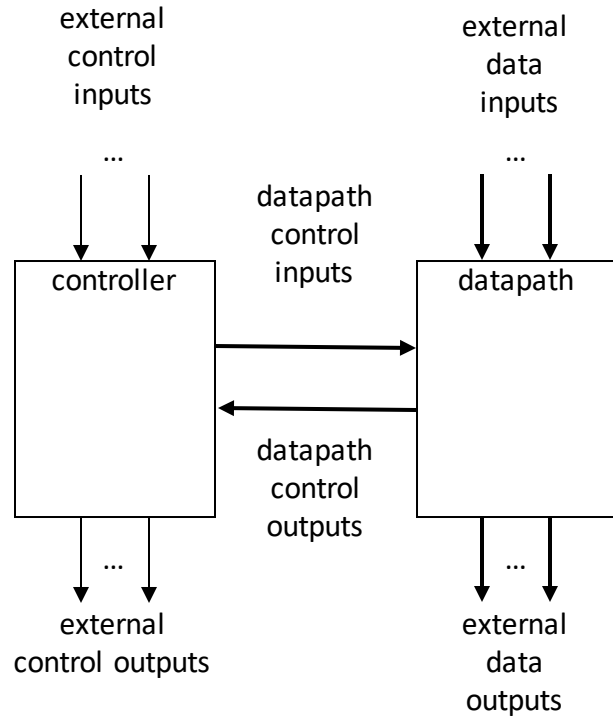 external
control
inputs
...
external
data
inputs
...
datapath
control
inputs
controller
datapath
datapath
control
outputs
...
external
control outputs
...
external
data
outputs